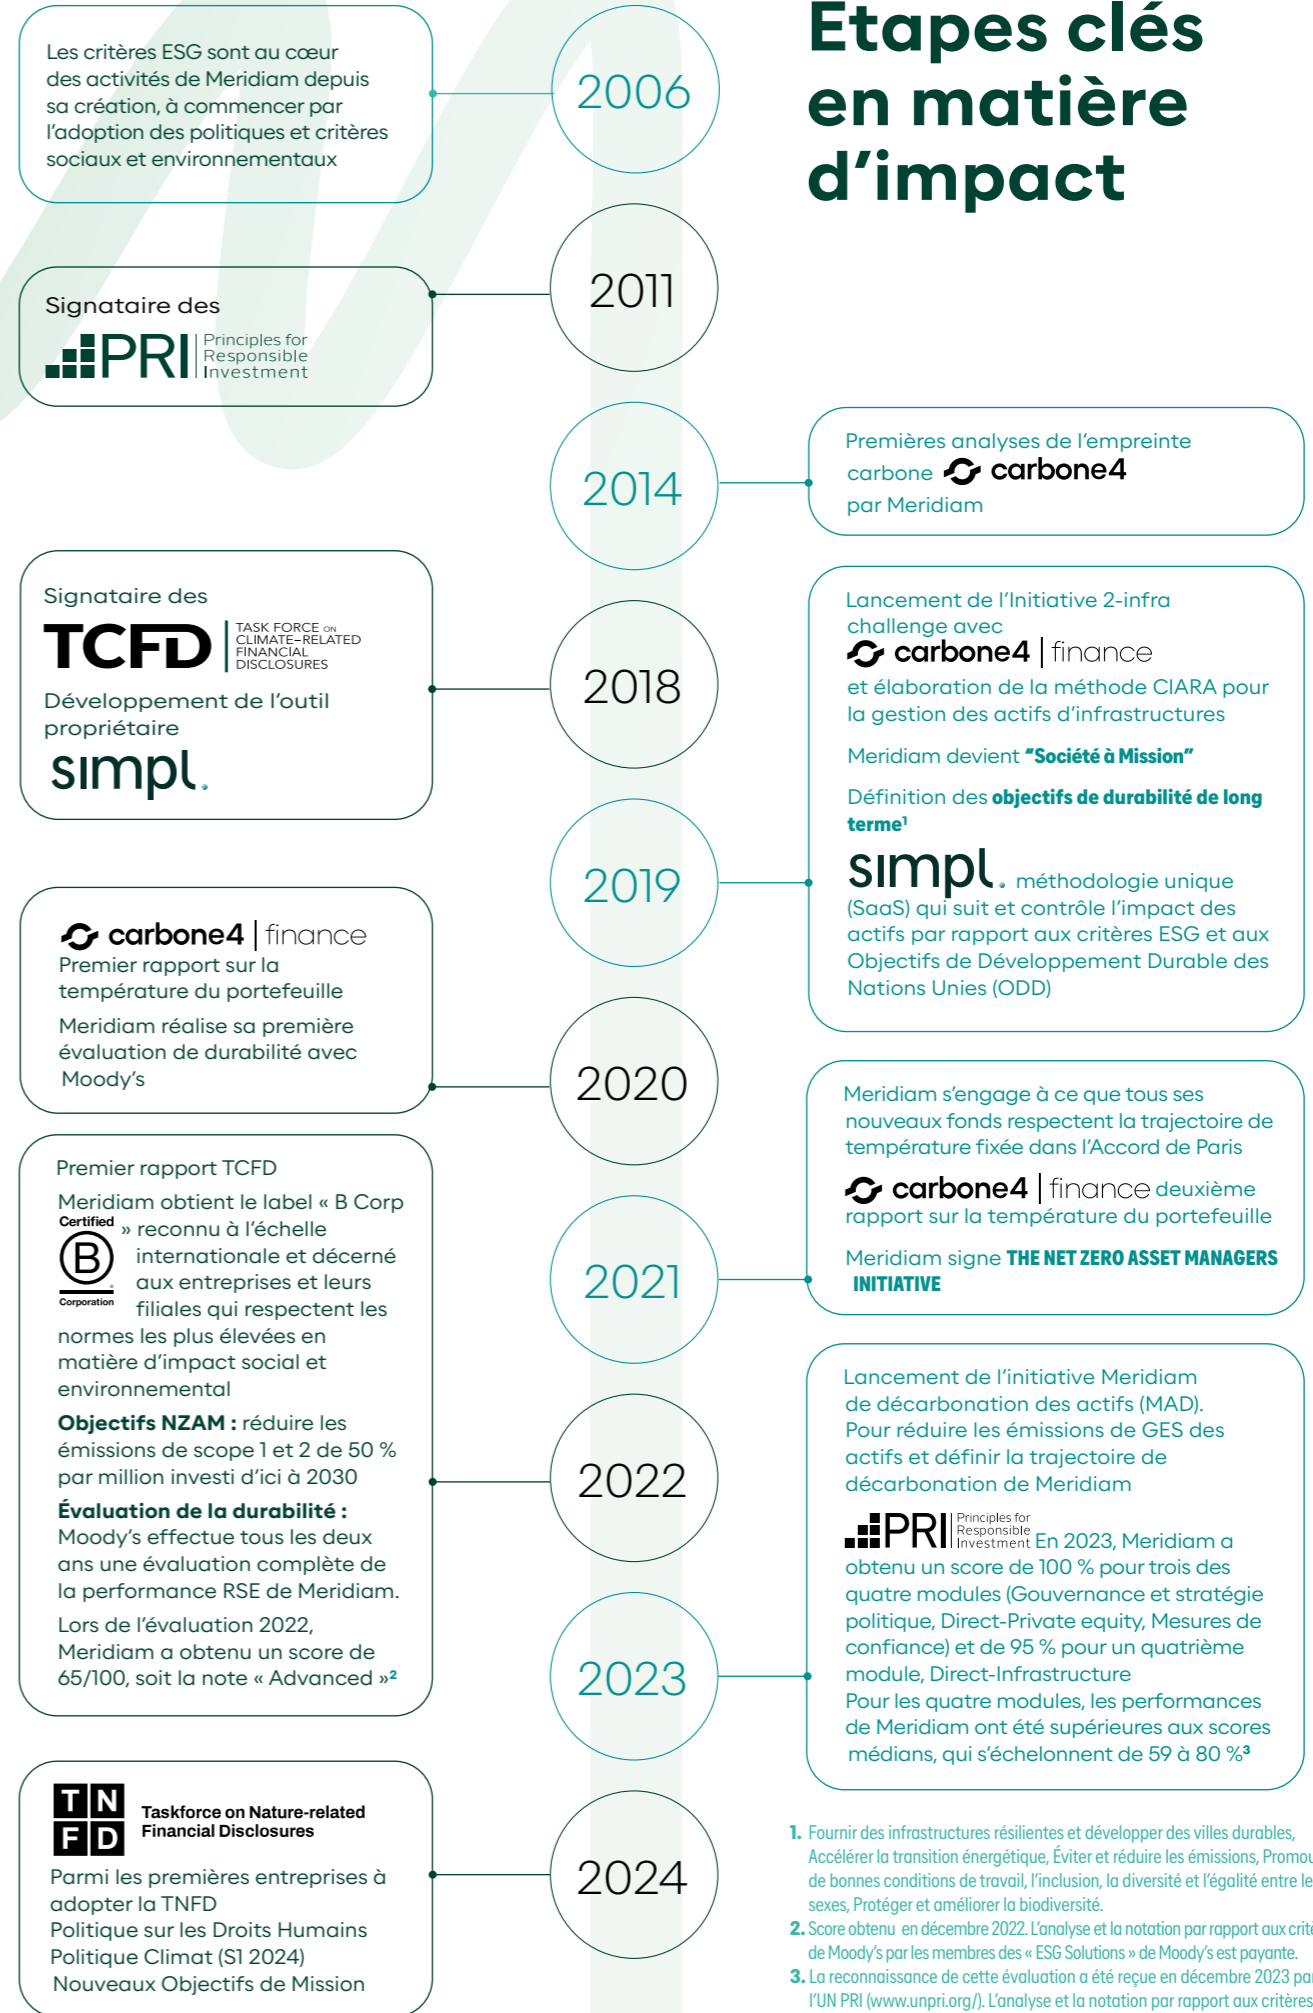 Etapes clés
en matière
d'impact
2006
Les critères ESG sont au cœur
des activités de Meridiam depuis
sa création, à commencer par
l'adoption des politiques et critères
sociaux et environnementaux
2011
Signataire des
PRI Principles for
Responsible
Investment
2014
Premières analyses de l'empreinte
carbone carbone4
par Meridiam
2018
Signataire des
TCFD TASK FORCE ON
CLIMATE-RELATED
FINANCIAL
DISCLOSURES
Développement de l'outil
propriétaire
sımpl.
2019
Lancement de l'Initiative 2-infra
challenge avec
carbone4 | finance
et élaboration de la méthode CIARA pour
la gestion des actifs d'infrastructures
Meridiam devient "Société à Mission"
Définition des objectifs de durabilité de long
terme¹
sımpl. méthodologie unique
(SaaS) qui suit et contrôle l'impact des
actifs par rapport aux critères ESG et aux
Objectifs de Développement Durable des
Nations Unies (ODD)
2020
carbone4 | finance
Premier rapport sur la
température du portefeuille
Meridiam réalise sa première
évaluation de durabilité avec
Moody's
2021
Meridiam s'engage à ce que tous ses
nouveaux fonds respectent la trajectoire de
température fixée dans l'Accord de Paris
carbone4 | finance deuxième
rapport sur la température du portefeuille
Meridiam signe THE NET ZERO ASSET MANAGERS
INITIATIVE
2022
Premier rapport TCFD
Meridiam obtient le label « B Corp
» reconnu à l'échelle
internationale et décerné
aux entreprises et leurs
filiales qui respectent les
normes les plus élevées en
matière d'impact social et
environnemental
Certified
B
Corporation
Objectifs NZAM : réduire les
émissions de scope 1 et 2 de 50 %
par million investi d'ici à 2030
Évaluation de la durabilité :
Moody's effectue tous les deux
ans une évaluation complète de
la performance RSE de Meridiam.
Lors de l'évaluation 2022,
Meridiam a obtenu un score de
65/100, soit la note « Advanced »²
2023
Lancement de l'initiative Meridiam
de décarbonation des actifs (MAD).
Pour réduire les émissions de GES des
actifs et définir la trajectoire de
décarbonation de Meridiam
PRI Principles for
Responsible
Investment En 2023, Meridiam a
obtenu un score de 100 % pour trois des
quatre modules (Gouvernance et stratégie
politique, Direct-Private equity, Mesures de
confiance) et de 95 % pour un quatrième
module, Direct-Infrastructure
Pour les quatre modules, les performances
de Meridiam ont été supérieures aux scores
médians, qui s'échelonnent de 59 à 80 %³
2024
TNFD Taskforce on Nature-related
Financial Disclosures
Parmi les premières entreprises à
adopter la TNFD
Politique sur les Droits Humains
Politique Climat (S1 2024)
Nouveaux Objectifs de Mission
1. Fournir des infrastructures résilientes et développer des villes durables,
Accélérer la transition énergétique, Éviter et réduire les émissions,
de bonnes conditions de travail, l'inclusion, la diversité et l'égalité entre
sexes, Protéger et améliorer la biodiversité.
2. Score obtenu en décembre 2022. L'analyse et la notation par rapport aux
de Moody's par les membres des « ESG Solutions » de Moody's est payante.
3. La reconnaissance de cette évaluation a été reçue en décembre 2023
l'UN PRI (www.unpri.org/). L'analyse et la notation par rapport aux critères